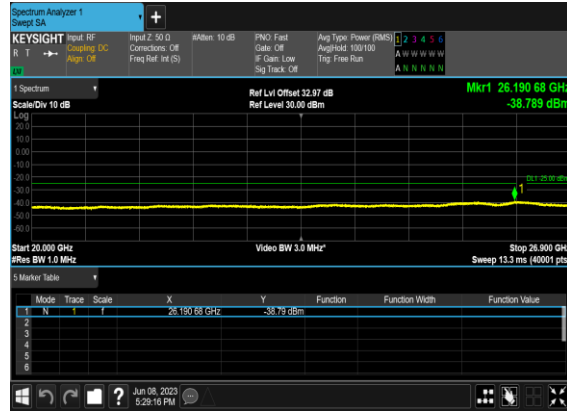 Spectrum Analyzer 1
Swept SA
+
KEYSIGHT Input: RF
R T
Coupling: DC
Align: Off
Input Z: 50 Ω
Corrections: Off
Freq Ref: Int (S)
#Atten: 10 dB
PNO: Fast
Gate: Off
IF Gain: Low
Sig Track: Off
Avg Type: Power (RMS)
Avg|Hold: 100/100
Trig: Free Run
1 2 3 4 5 6
A W W W W W
A N N N N N
1 Spectrum
Scale/Div 10 dB
Ref Lvl Offset 32.97 dB
Ref Level 30.00 dBm
Mkr1 26.190 68 GHz
-38.789 dBm
Log
20.0
10.0
0.00
-10.0
-20.0
-30.0
-40.0
-50.0
-60.0
1
Start 20.000 GHz
#Res BW 1.0 MHz
Video BW 3.0 MHz*
Stop 26.900 GHz
Sweep 13.3 ms (40001 pts
5 Marker Table
Mode Trace Scale X Y Function Function Width Function Value
1 N 1 f 26.190 68 GHz -38.79 dBm
2
3
4
5
6
? Jun 08, 2023
5:29:16 PM